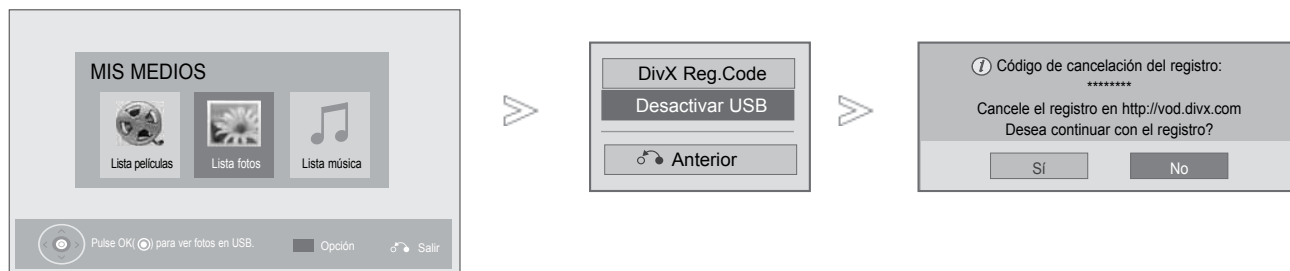 MIS MEDIOS
Lista películas
Lista fotos
Lista música
Pulse OK(◉) para ver fotos en USB.
Opción
Salir
DivX Reg.Code
Desactivar USB
Anterior
Código de cancelación del registro:
********
Cancele el registro en http://vod.divx.com
Desea continuar con el registro?
Sí
No